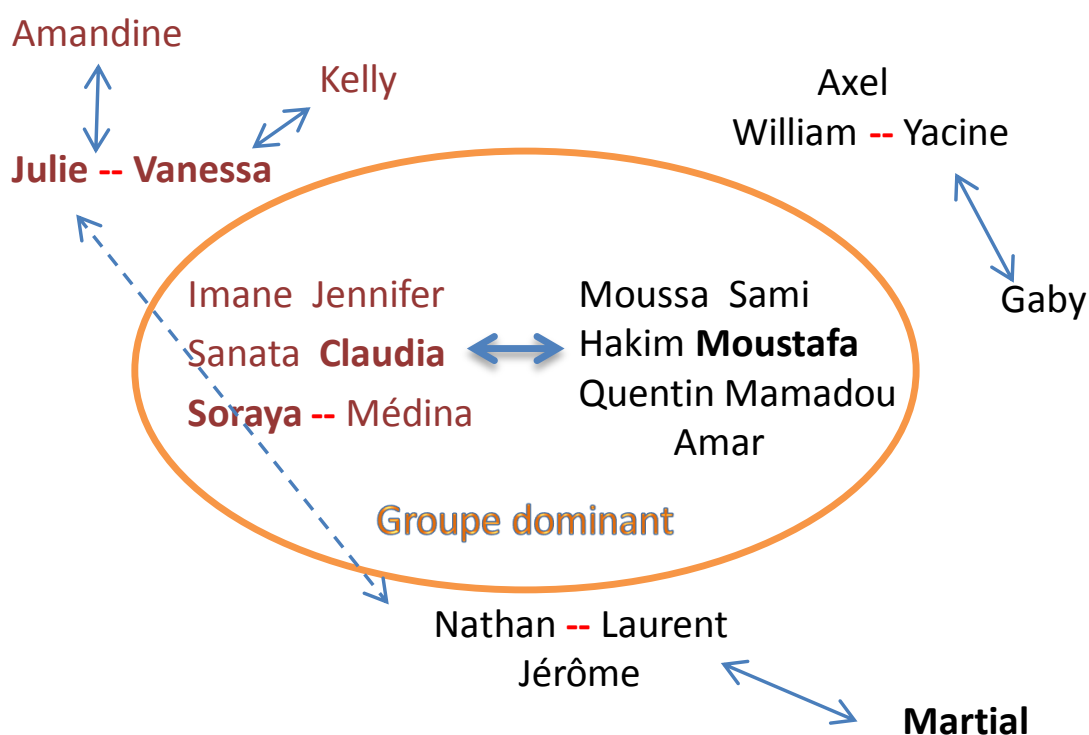 Amandine
Kelly
Axel
William -- Yacine
Julie -- Vanessa
Gaby
Imane Jennifer
Sanata Claudia
Soraya -- Médina
Moussa Sami
Hakim Moustafa
Quentin Mamadou
Amar
Groupe dominant
Nathan -- Laurent
Jérôme
Martial